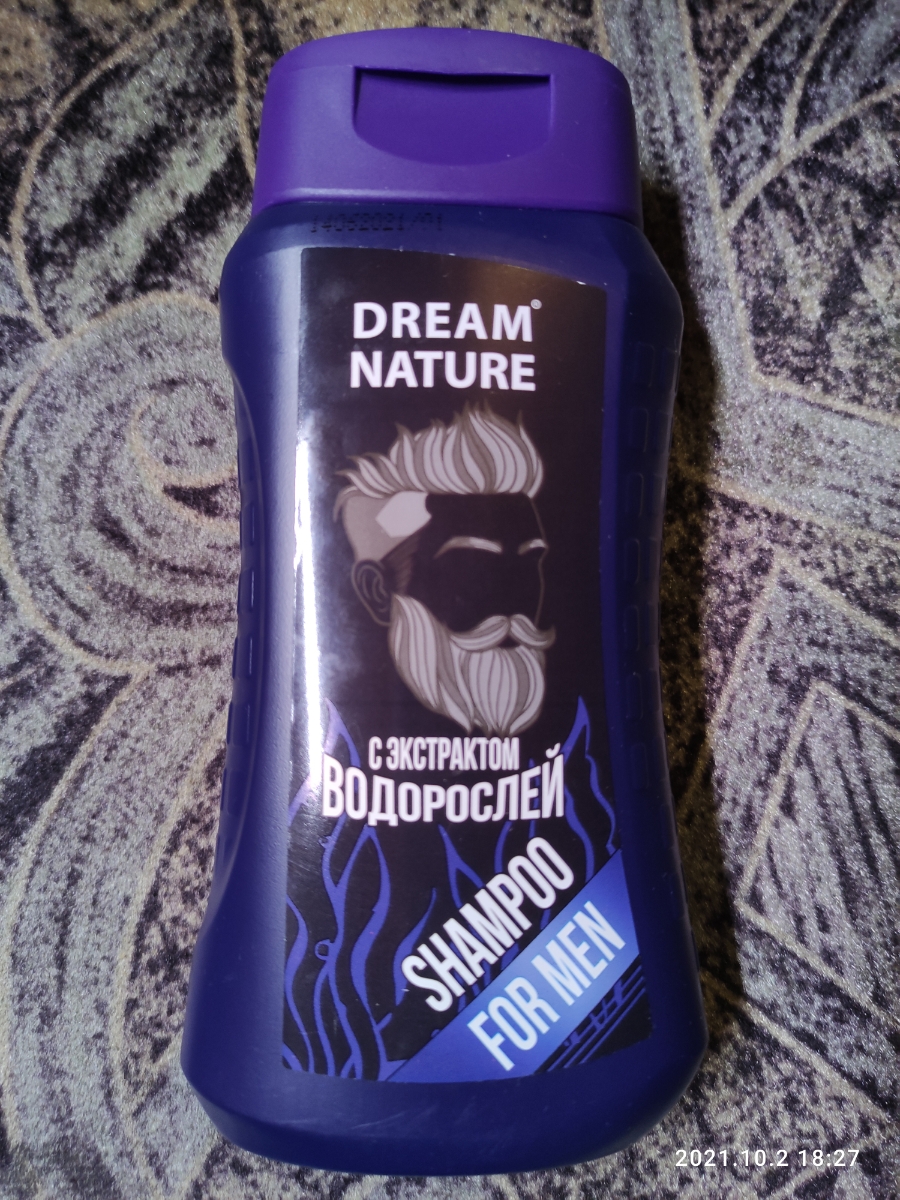 DREAM®
NATURE
С ЭКСТРАКТОМ
ВОДОРОСЛЕЙ
SHAMPOO
FOR MEN
2021.10.2 18:27